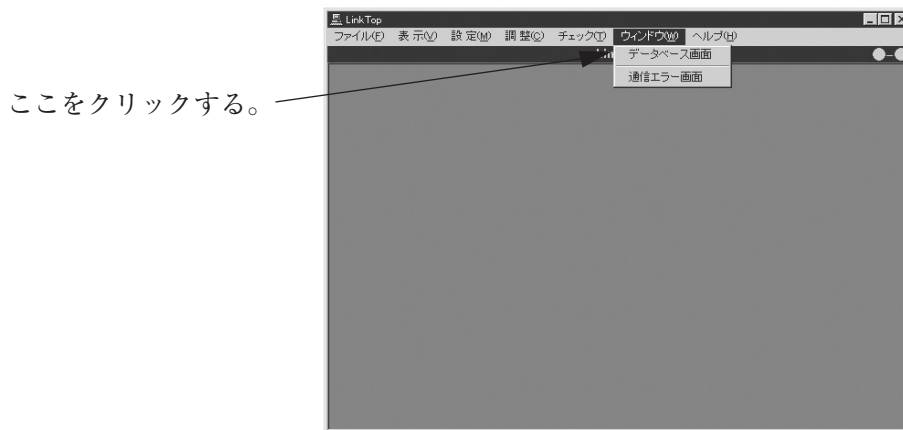 LinkTop
ファイル(F) 表示(V) 設定(M) 調整(C) チェック(T) ウィンドウ(W) ヘルプ(H)
Lin
データベース画面
通信エラー画面
ここをクリックする。